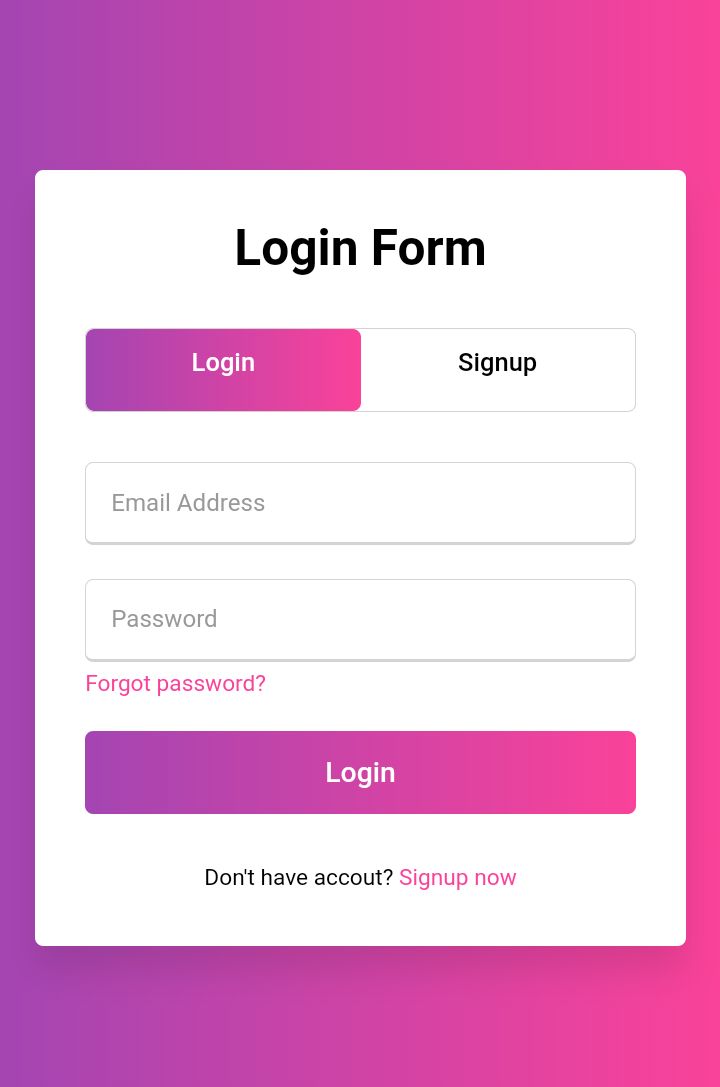 Login Form
Login Signup
Email Address
Password
Forgot password?
Login
Don't have accout? Signup now